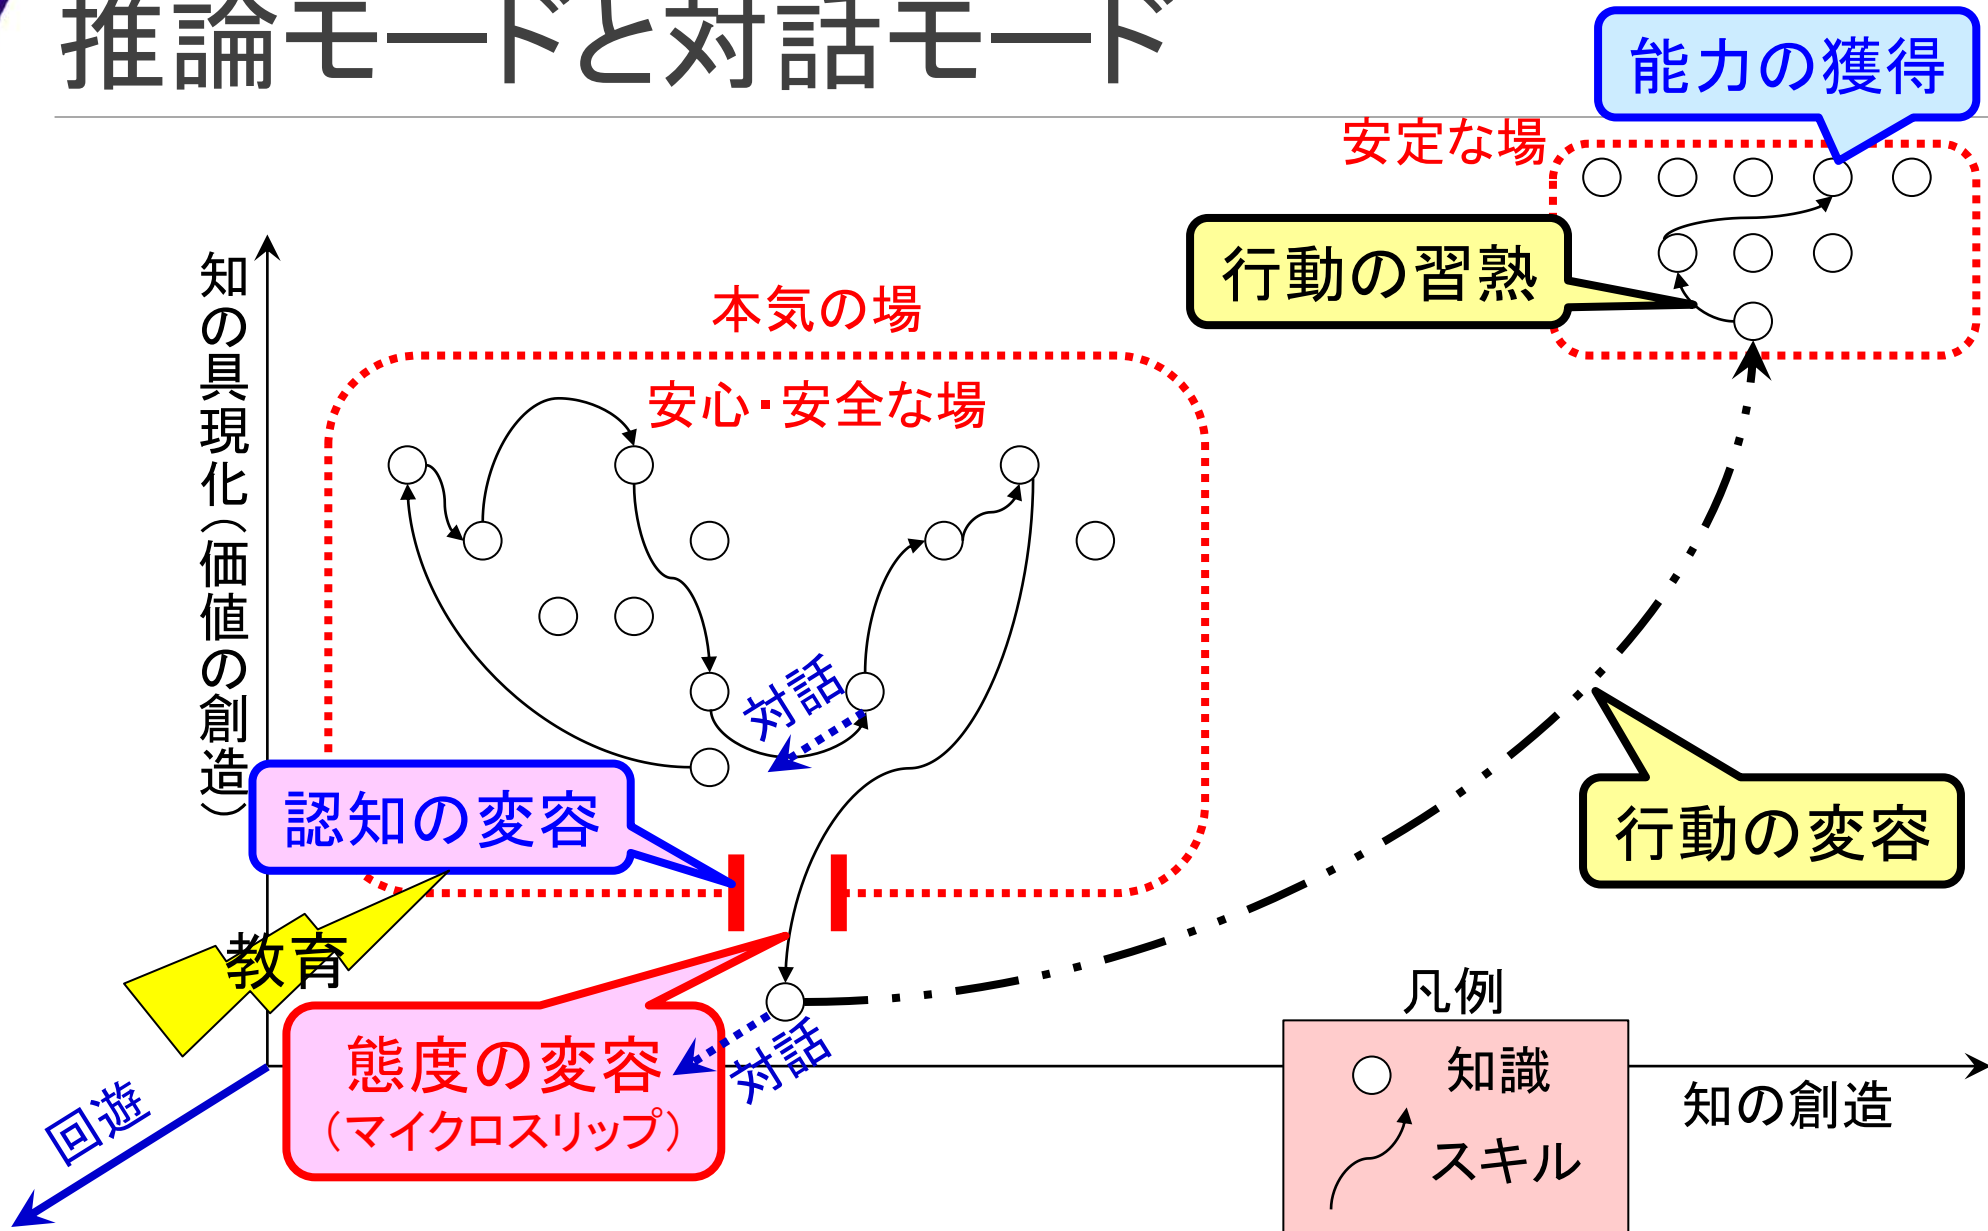 推論モードと対話モード
能力の獲得
安定な場
行動の習熟
本気の場
安心・安全な場
知の具現化（価値の創造）
対話
認知の変容
行動の変容
教育
態度の変容
（マイクロスリップ）
対話
回遊
凡例
知識
スキル
知の創造